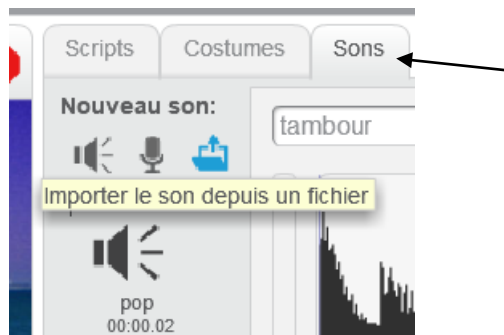 Scripts Costumes Sons
Nouveau son:
tambour
Importer le son depuis un fichier
pop
00:00.02